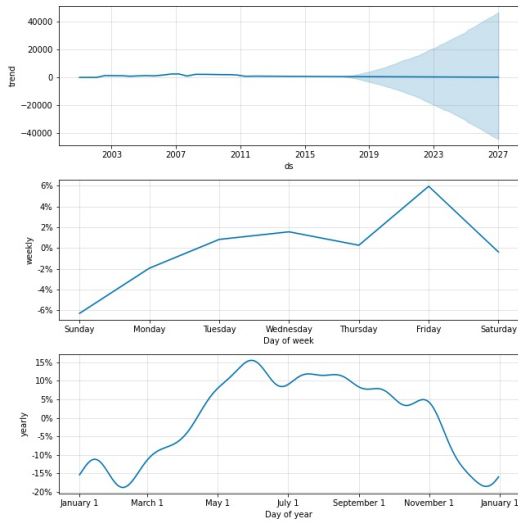 40000
20000
0
−20000
−40000
trend
2003 2007 2011 2015 2019 2023 2027
ds
6%
4%
2%
0%
-2%
-4%
-6%
weekly
Sunday Monday Tuesday Wednesday Thursday Friday Saturday
Day of week
15%
10%
5%
0%
-5%
-10%
-15%
-20%
yearly
January 1 March 1 May 1 July 1 September 1 November 1 January 1
Day of year